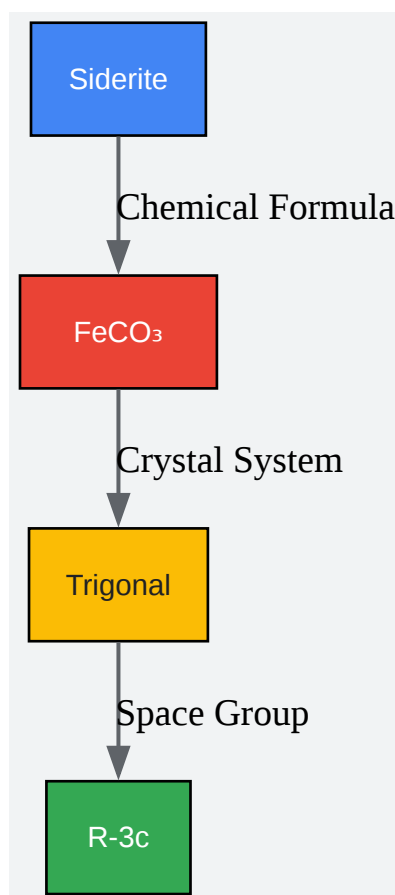 Siderite
Chemical Formula
FeCO₃
Crystal System
Trigonal
Space Group
R-3c